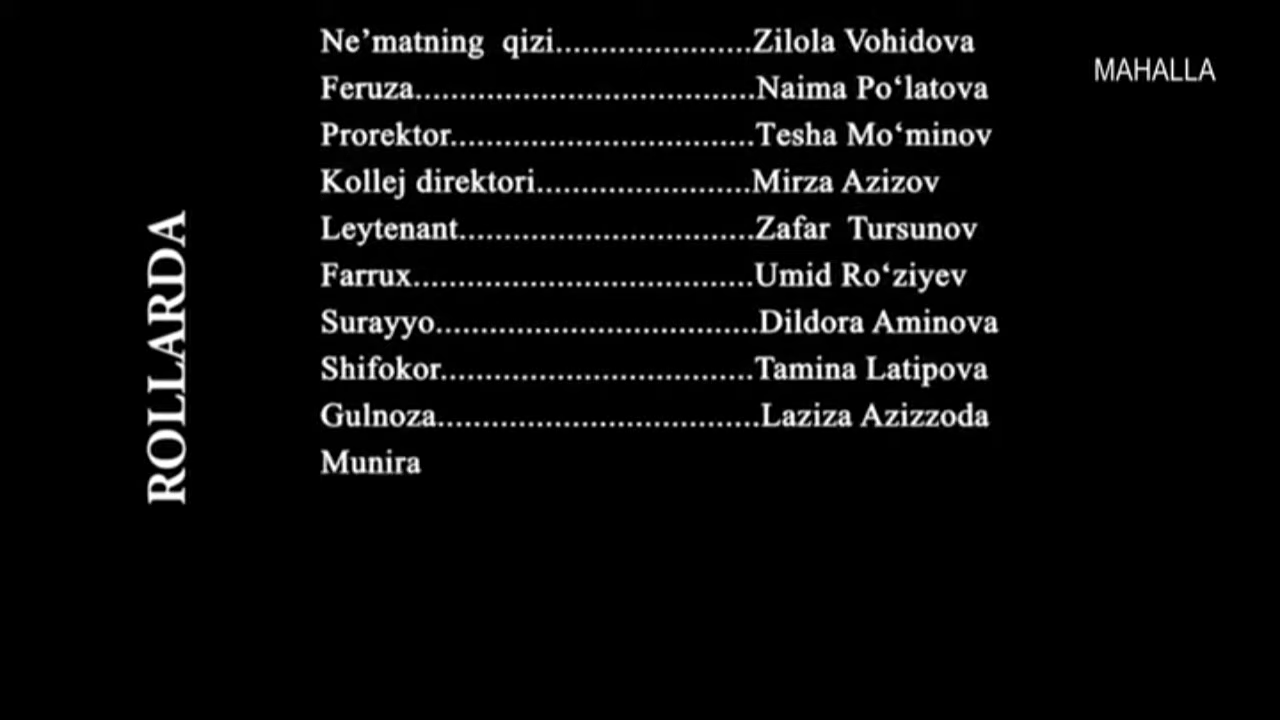 Ne’matning qizi......................Zilola Vohidova
MAHALLA
Feruza......................................Naima Po‘latova
Prorektor..................................Tesha Mo‘minov
Kollej direktori........................Mirza Azizov
Leytenant.................................Zafar Tursunov
Farrux......................................Umid Ro‘ziyev
Surayyo....................................Dildora Aminova
Shifokor...................................Tamina Latipova
Gulnoza....................................Laziza Azizzoda
Munira
ROLLARDA